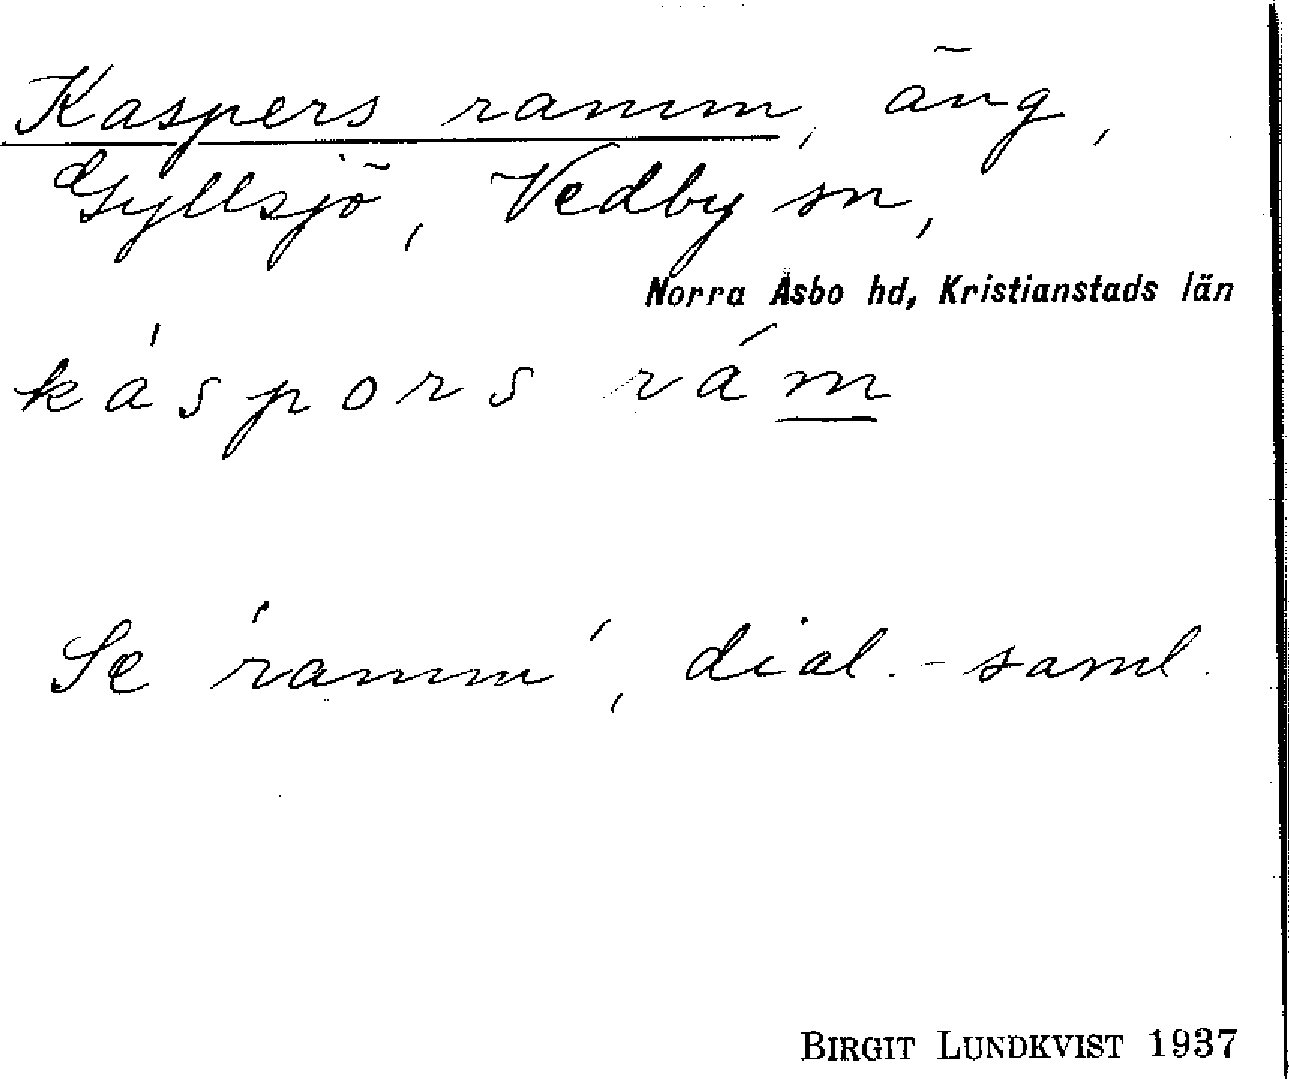 Kaspers ramm, äng,
Gyllsjö, Vedby sn,
Norra Åsbo hd, Kristianstads län
káspors rám
Se 'ramm', dial.-saml.
BIRGIT LUNDKVIST 1937